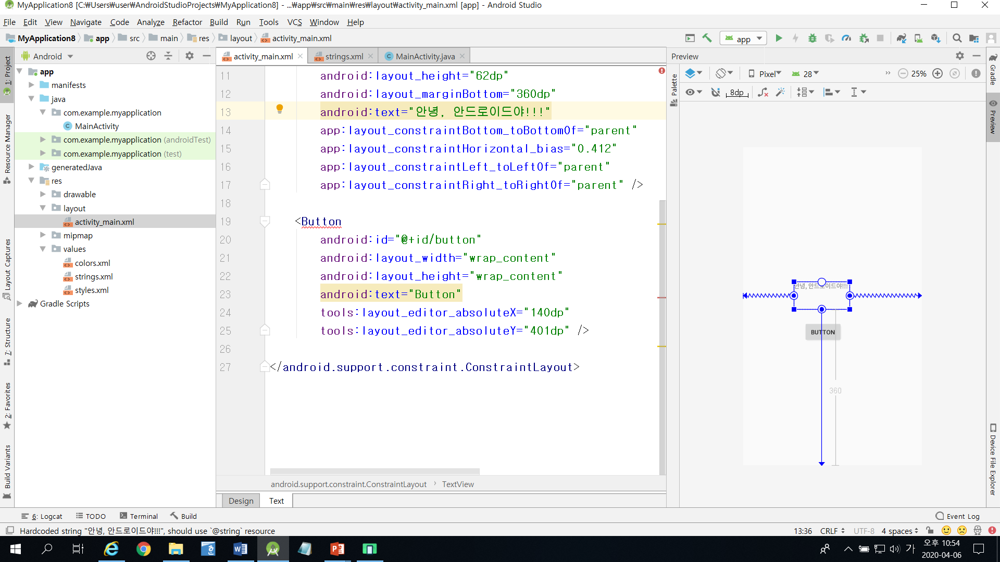 MyApplication8 [C:₩Users₩user₩AndroidStudioProjects₩MyApplication8] - ...₩app₩src₩main₩res₩layout₩activity_main.xml [app] - Android Studio
File Edit View Navigate Code Analyze Refactor Build Run Tools VCS Window Help
MyApplication8 app src main res layout activity_main.xml
app
Android
activity_main.xml
strings.xml
MainActivity.java
Preview
1: Project
Resource Manager
Layout Captures
7: Structure
2: Favorites
Build Variants
app
manifests
java
com.example.myapplication
MainActivity
com.example.myapplication (androidTest)
com.example.myapplication (test)
generatedJava
res
drawable
layout
activity_main.xml
mipmap
values
colors.xml
strings.xml
styles.xml
Gradle Scripts
11 android:layout_height="62dp"
12 android:layout_marginBottom="360dp"
13 android:text="안녕, 안드로이드야!!!"
14 app:layout_constraintBottom_toBottomOf="parent"
15 app:layout_constraintHorizontal_bias="0.412"
16 app:layout_constraintLeft_toLeftOf="parent"
17 app:layout_constraintRight_toRightOf="parent" />
18
19 <Button
20 android:id="@+id/button"
21 android:layout_width="wrap_content"
22 android:layout_height="wrap_content"
23 android:text="Button"
24 tools:layout_editor_absoluteX="140dp"
25 tools:layout_editor_absoluteY="401dp" />
26
27 </android.support.constraint.ConstraintLayout>
android.support.constraint.ConstraintLayout › TextView
Design Text
Palette
Pixel 28 » 25%
8dp
안녕, 안드로이드야!!!
BUTTON
360
Gradle
Preview
Device File Explorer
6: Logcat TODO Terminal Build Event Log
Hardcoded string "안녕, 안드로이드야!!!", should use `@string` resource
13:36 CRLF UTF-8 4 spaces
가 오후 10:54
2020-04-06